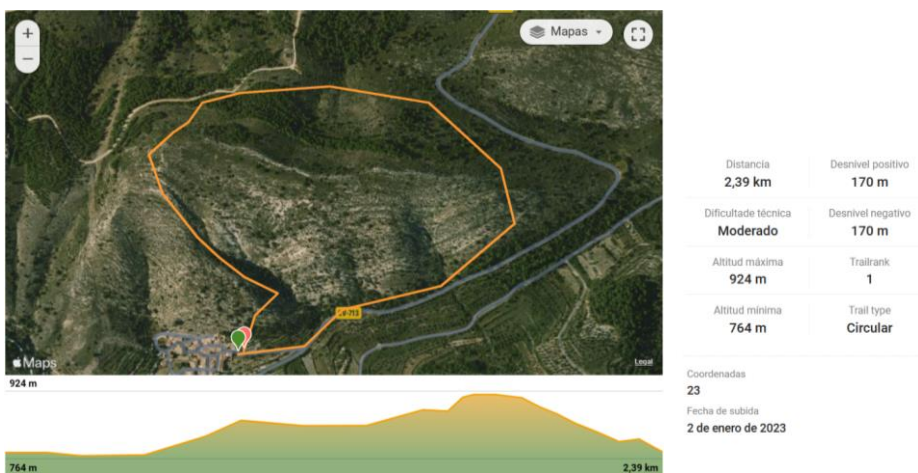 +
Mapas
−
-713
Maps
Legal
924 m
764 m
2,39 km
Distancia
Desnivel positivo
2,39 km
170 m
Dificultade técnica
Desnivel negativo
Moderado
170 m
Altitud máxima
Trailrank
924 m
1
Altitud mínima
Trail type
764 m
Circular
Coordenadas
23
Fecha de subida
2 de enero de 2023